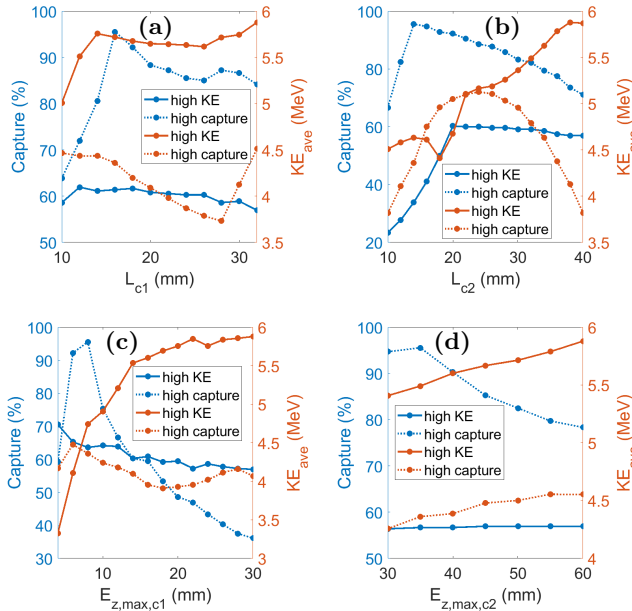 (a)
100
90
80
70
60
50
Capture (%)
6
5.5
5
4.5
4
3.5
KE_ave (MeV)
high KE
high capture
high KE
high capture
10
20
30
L_c1 (mm)
(b)
100
80
60
40
20
Capture (%)
6
5.5
5
4.5
4
3.5
KE_ave (MeV)
high KE
high capture
high KE
high capture
10
20
30
40
L_c2 (mm)
(c)
100
90
80
70
60
50
40
30
Capture (%)
6
5.5
5
4.5
4
3.5
3
KE_ave (MeV)
high KE
high capture
high KE
high capture
10
20
30
E_z,max,c1 (mm)
(d)
100
90
80
70
60
50
Capture (%)
6
5.5
5
4.5
4
KE_ave (MeV)
high KE
high capture
high KE
high capture
30
40
50
60
E_z,max,c2 (mm)